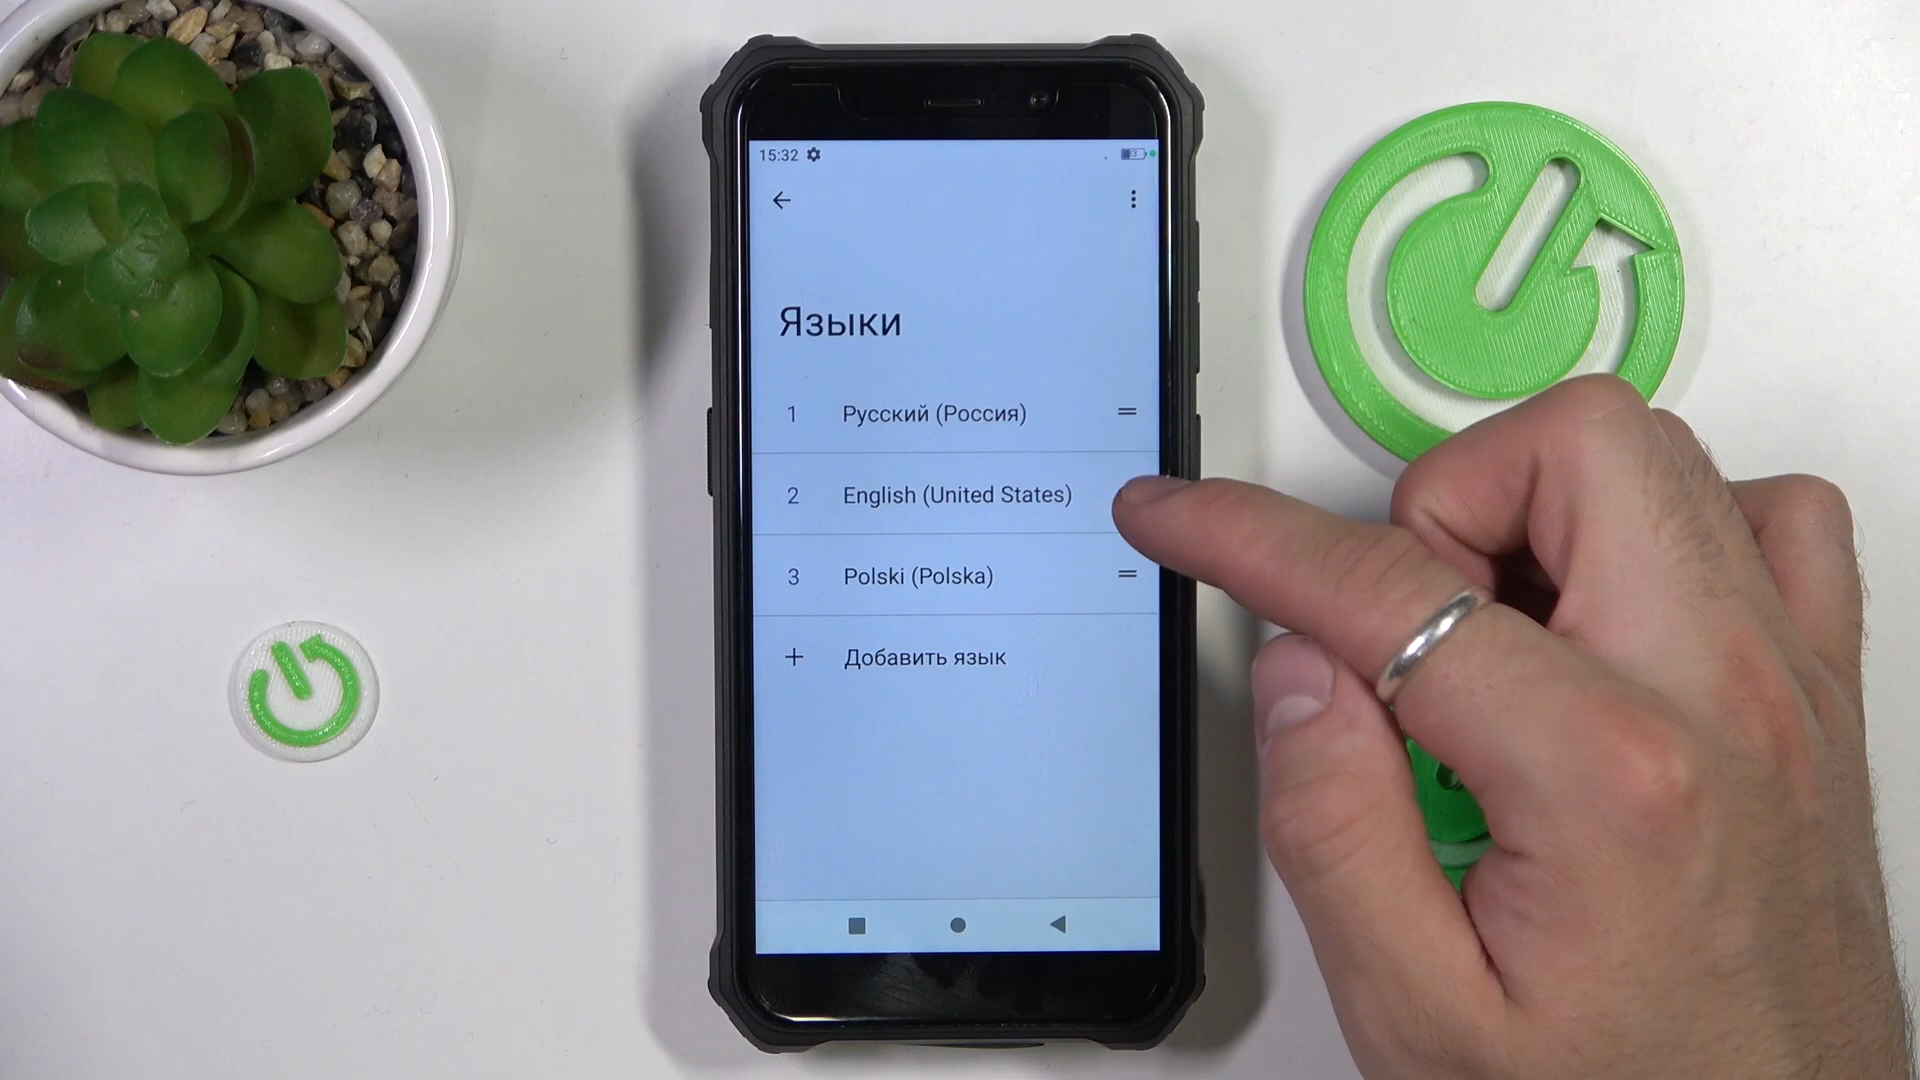 15:32
Языки
1 Русский (Россия)
2 English (United States)
3 Polski (Polska)
+ Добавить язык